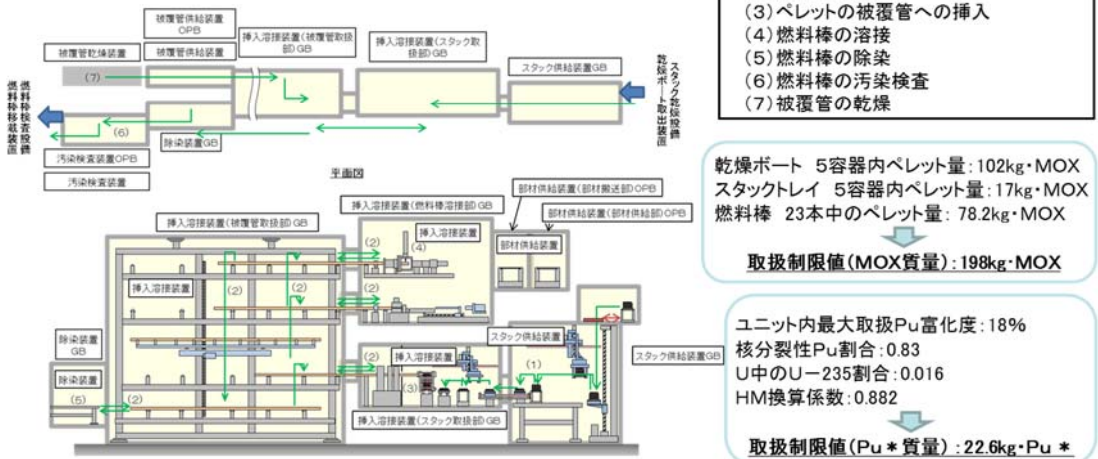 被覆管供給装置
OPB
被覆管乾燥装置
被覆管供給装置
挿入溶接装置(被覆管取扱
部)GB
挿入溶接装置(スタック取
扱部)GB
スタック供給装置GB
(7)
燃料棒検査設備
燃料棒移載装置
スタック乾燥設備
乾燥ボート取出装置
(6)
除染装置GB
汚染検査装置OPB
汚染検査装置
平面図
挿入溶接装置(被覆管取扱部)GB
挿入溶接装置(燃料棒溶接部)GB
部材供給装置(部材搬送部)OPB
部材供給装置(部材供給部)OPB
挿入溶接装置
(2)
(2)
(2)
(2)
(4)
部材供給装置
(2)
除染装置
GB
除染装置
(5)
(2)
(2)
挿入溶接装置
(3)
スタック供給装置
(1)
スタック供給装置GB
挿入溶接装置(スタック取扱部)GB
(3)ペレットの被覆管への挿入
(4)燃料棒の溶接
(5)燃料棒の除染
(6)燃料棒の汚染検査
(7)被覆管の乾燥
乾燥ボート 5容器内ペレット量:102kg・MOX
スタックトレイ 5容器内ペレット量:17kg・MOX
燃料棒 23本中のペレット量: 78.2kg・MOX
取扱制限値(MOX質量):198kg・MOX
ユニット内最大取扱Pu富化度:18%
核分裂性Pu割合:0.83
U中のU-235割合:0.016
HM換算係数:0.882
取扱制限値(Pu*質量):22.6kg・Pu *